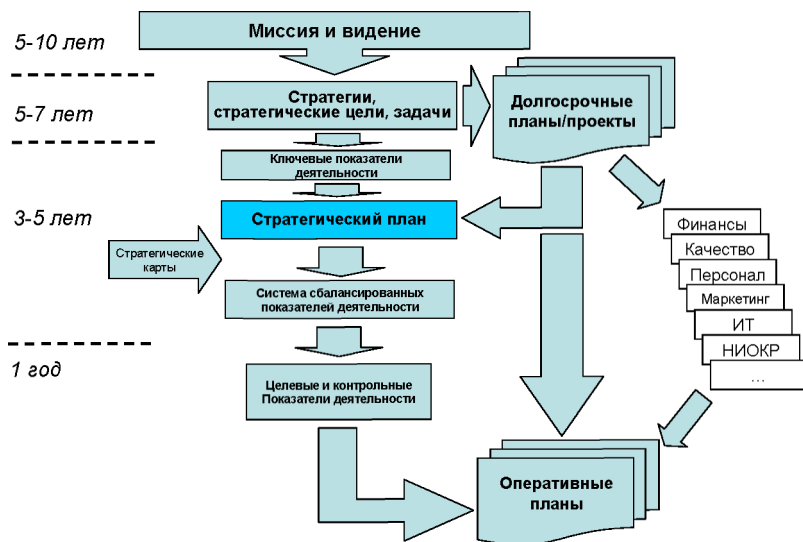 5-10 лет
Миссия и видение
5-7 лет
Стратегии,
стратегические цели, задачи
Долгосрочные
планы/проекты
Ключевые показатели
деятельности
3-5 лет
Стратегический план
Стратегические
карты
Система сбалансированных
показателей деятельности
Финансы
Качество
Персонал
Маркетинг
ИТ
НИОКР
...
1 год
Целевые и контрольные
Показатели деятельности
Оперативные
планы